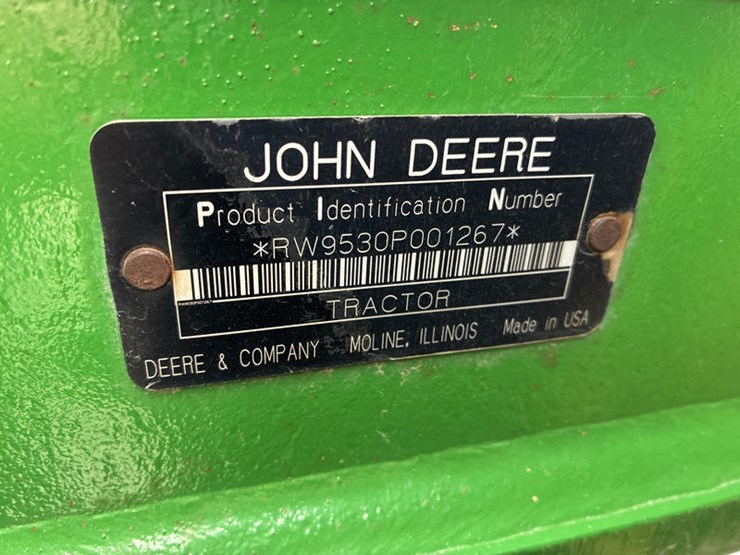 JOHN DEERE
Product Identification Number
*RW9530P001267*
TRACTOR
DEERE & COMPANY MOLINE, ILLINOIS Made in USA